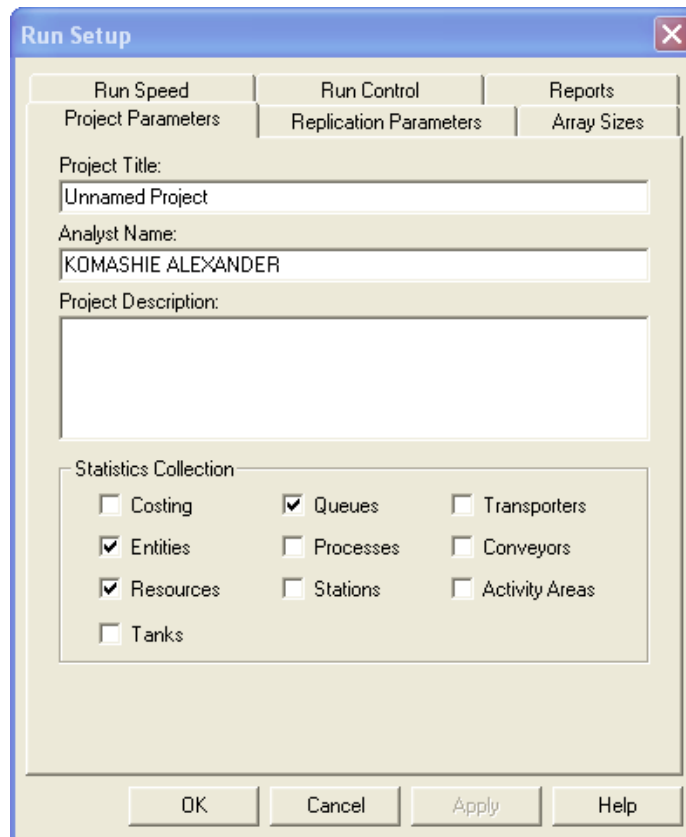 Run Setup
Run Speed Run Control Reports
Project Parameters Replication Parameters Array Sizes
Project Title:
Unnamed Project
Analyst Name:
KOMASHIE ALEXANDER
Project Description:
Statistics Collection
Costing Queues Transporters
Entities Processes Conveyors
Resources Stations Activity Areas
Tanks
OK Cancel Apply Help